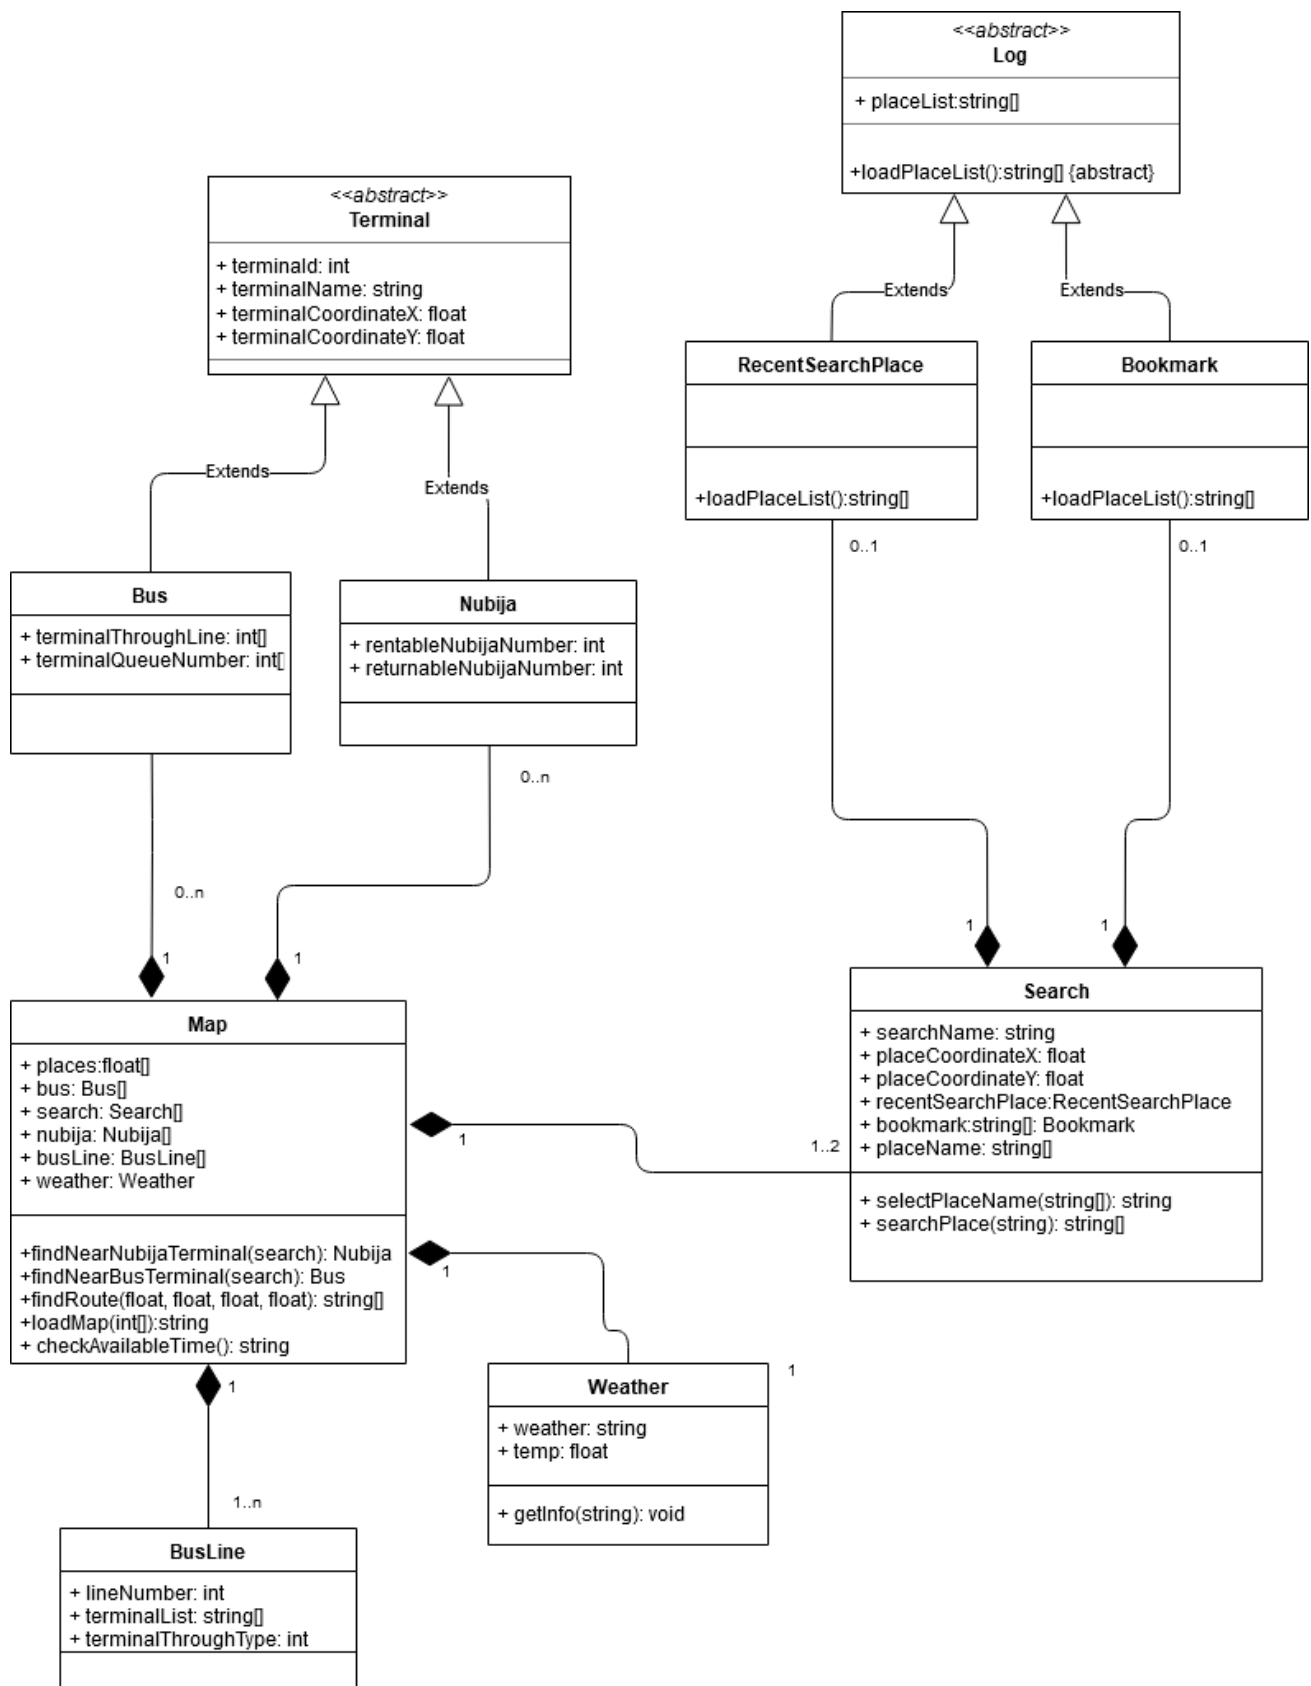 <<abstract>>
Log
+ placeList:string[]
+loadPlaceList():string[] {abstract}
<<abstract>>
Terminal
+ terminald: int
+ terminalName: string
+ terminalCoordinateX: float
+ terminalCoordinateY: float
Extends
Extends
RecentSearchPlace
+loadPlaceList():string[]
Bookmark
+loadPlaceList():string[]
Extends
Extends
0..1
0..1
Bus
+ terminalThroughLine: int[]
+ terminalQueueNumber: int[]
Nubija
+ rentableNubijaNumber: int
+ returnableNubijaNumber: int
0..n
0..n
1
1
1
1
Map
+ places:float[]
+ bus: Bus[]
+ search: Search[]
+ nubija: Nubija[]
+ busLine: BusLine[]
+ weather: Weather
+findNearNubijaTerminal(search): Nubija
+findNearBusTerminal(search): Bus
+findRoute(float, float, float, float): string[]
+loadMap(int[]):string
+ checkAvailableTime(): string
Search
+ searchName: string
+ placeCoordinateX: float
+ placeCoordinateY: float
+ recentSearchPlace:RecentSearchPlace
+ bookmark:string[]: Bookmark
+ placeName: string[]
+ selectPlaceName(string[]): string
+ searchPlace(string): string[]
1
1..2
1
1
1
Weather
+ weather: string
+ temp: float
+ getInfo(string): void
1..n
BusLine
+ lineNumber: int
+ terminalList: string[]
+ terminalThroughType: int